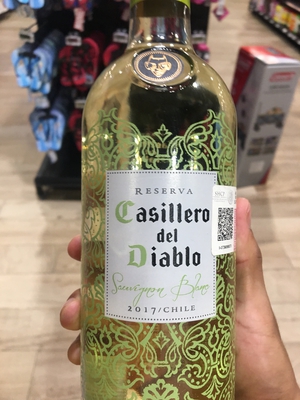 RESERVA
Casillero
del
Diablo
Sauvignon Blanc
2017/CHILE